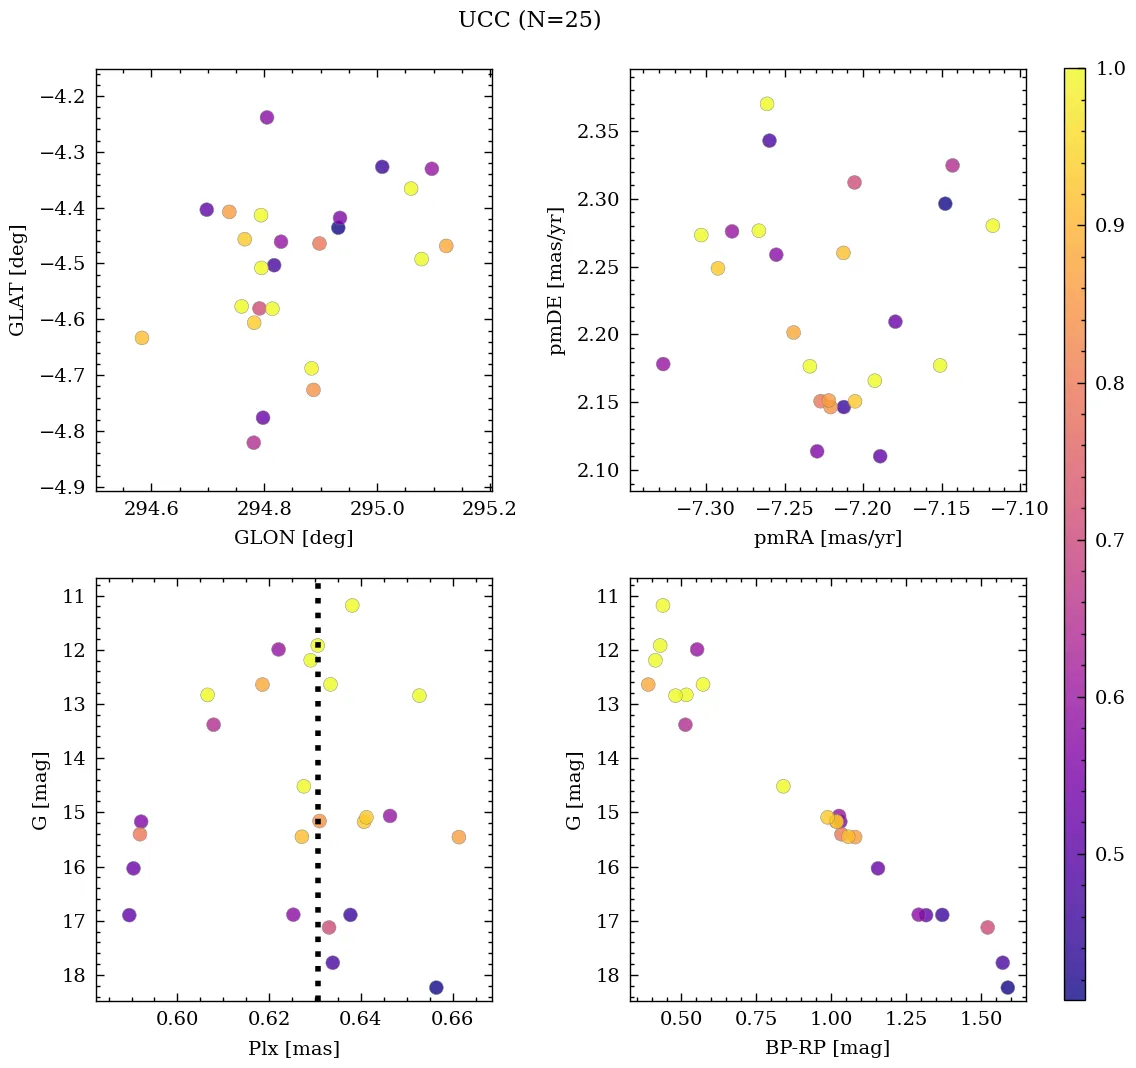 UCC (N=25)
−4.2
−4.3
−4.4
−4.5
−4.6
−4.7
−4.8
−4.9
GLAT [deg]
294.6 294.8 295.0 295.2
GLON [deg]
2.35
2.30
2.25
2.20
2.15
2.10
pmDE [mas/yr]
−7.30 −7.25 −7.20 −7.15 −7.10
pmRA [mas/yr]
11
12
13
14
15
16
17
18
G [mag]
0.60 0.62 0.64 0.66
Plx [mas]
11
12
13
14
15
16
17
18
G [mag]
0.50 0.75 1.00 1.25 1.50
BP-RP [mag]
1.0
0.9
0.8
0.7
0.6
0.5